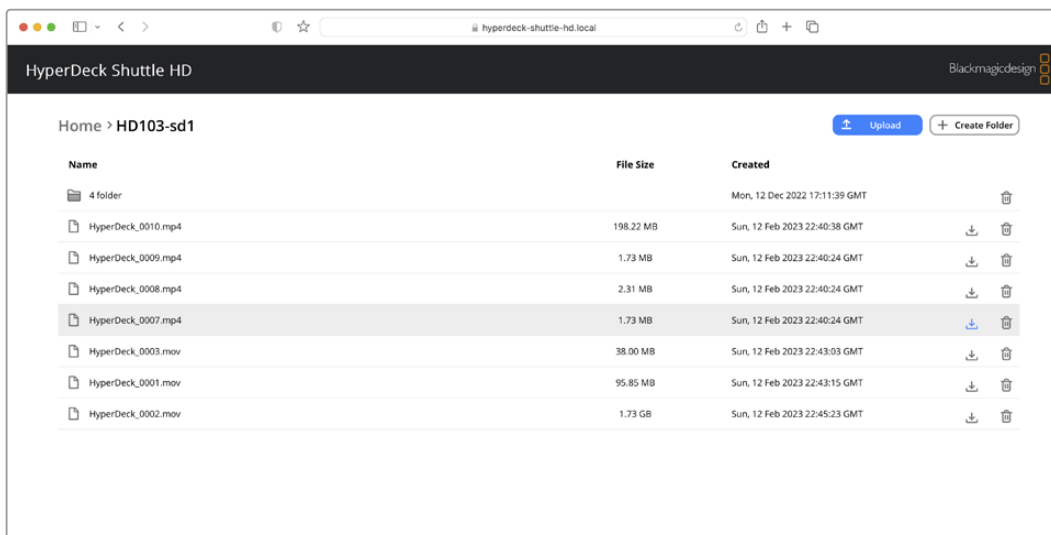 hyperdeck-shuttle-hd.local
HyperDeck Shuttle HD Blackmagicdesign
Home > HD103-sd1 Upload + Create Folder
Name File Size Created
4 folder Mon, 12 Dec 2022 17:11:39 GMT
HyperDeck_0010.mp4 198.22 MB Sun, 12 Feb 2023 22:40:38 GMT
HyperDeck_0009.mp4 1.73 MB Sun, 12 Feb 2023 22:40:24 GMT
HyperDeck_0008.mp4 2.31 MB Sun, 12 Feb 2023 22:40:24 GMT
HyperDeck_0007.mp4 1.73 MB Sun, 12 Feb 2023 22:40:24 GMT
HyperDeck_0003.mov 38.00 MB Sun, 12 Feb 2023 22:43:03 GMT
HyperDeck_0001.mov 95.85 MB Sun, 12 Feb 2023 22:43:15 GMT
HyperDeck_0002.mov 1.73 GB Sun, 12 Feb 2023 22:45:23 GMT